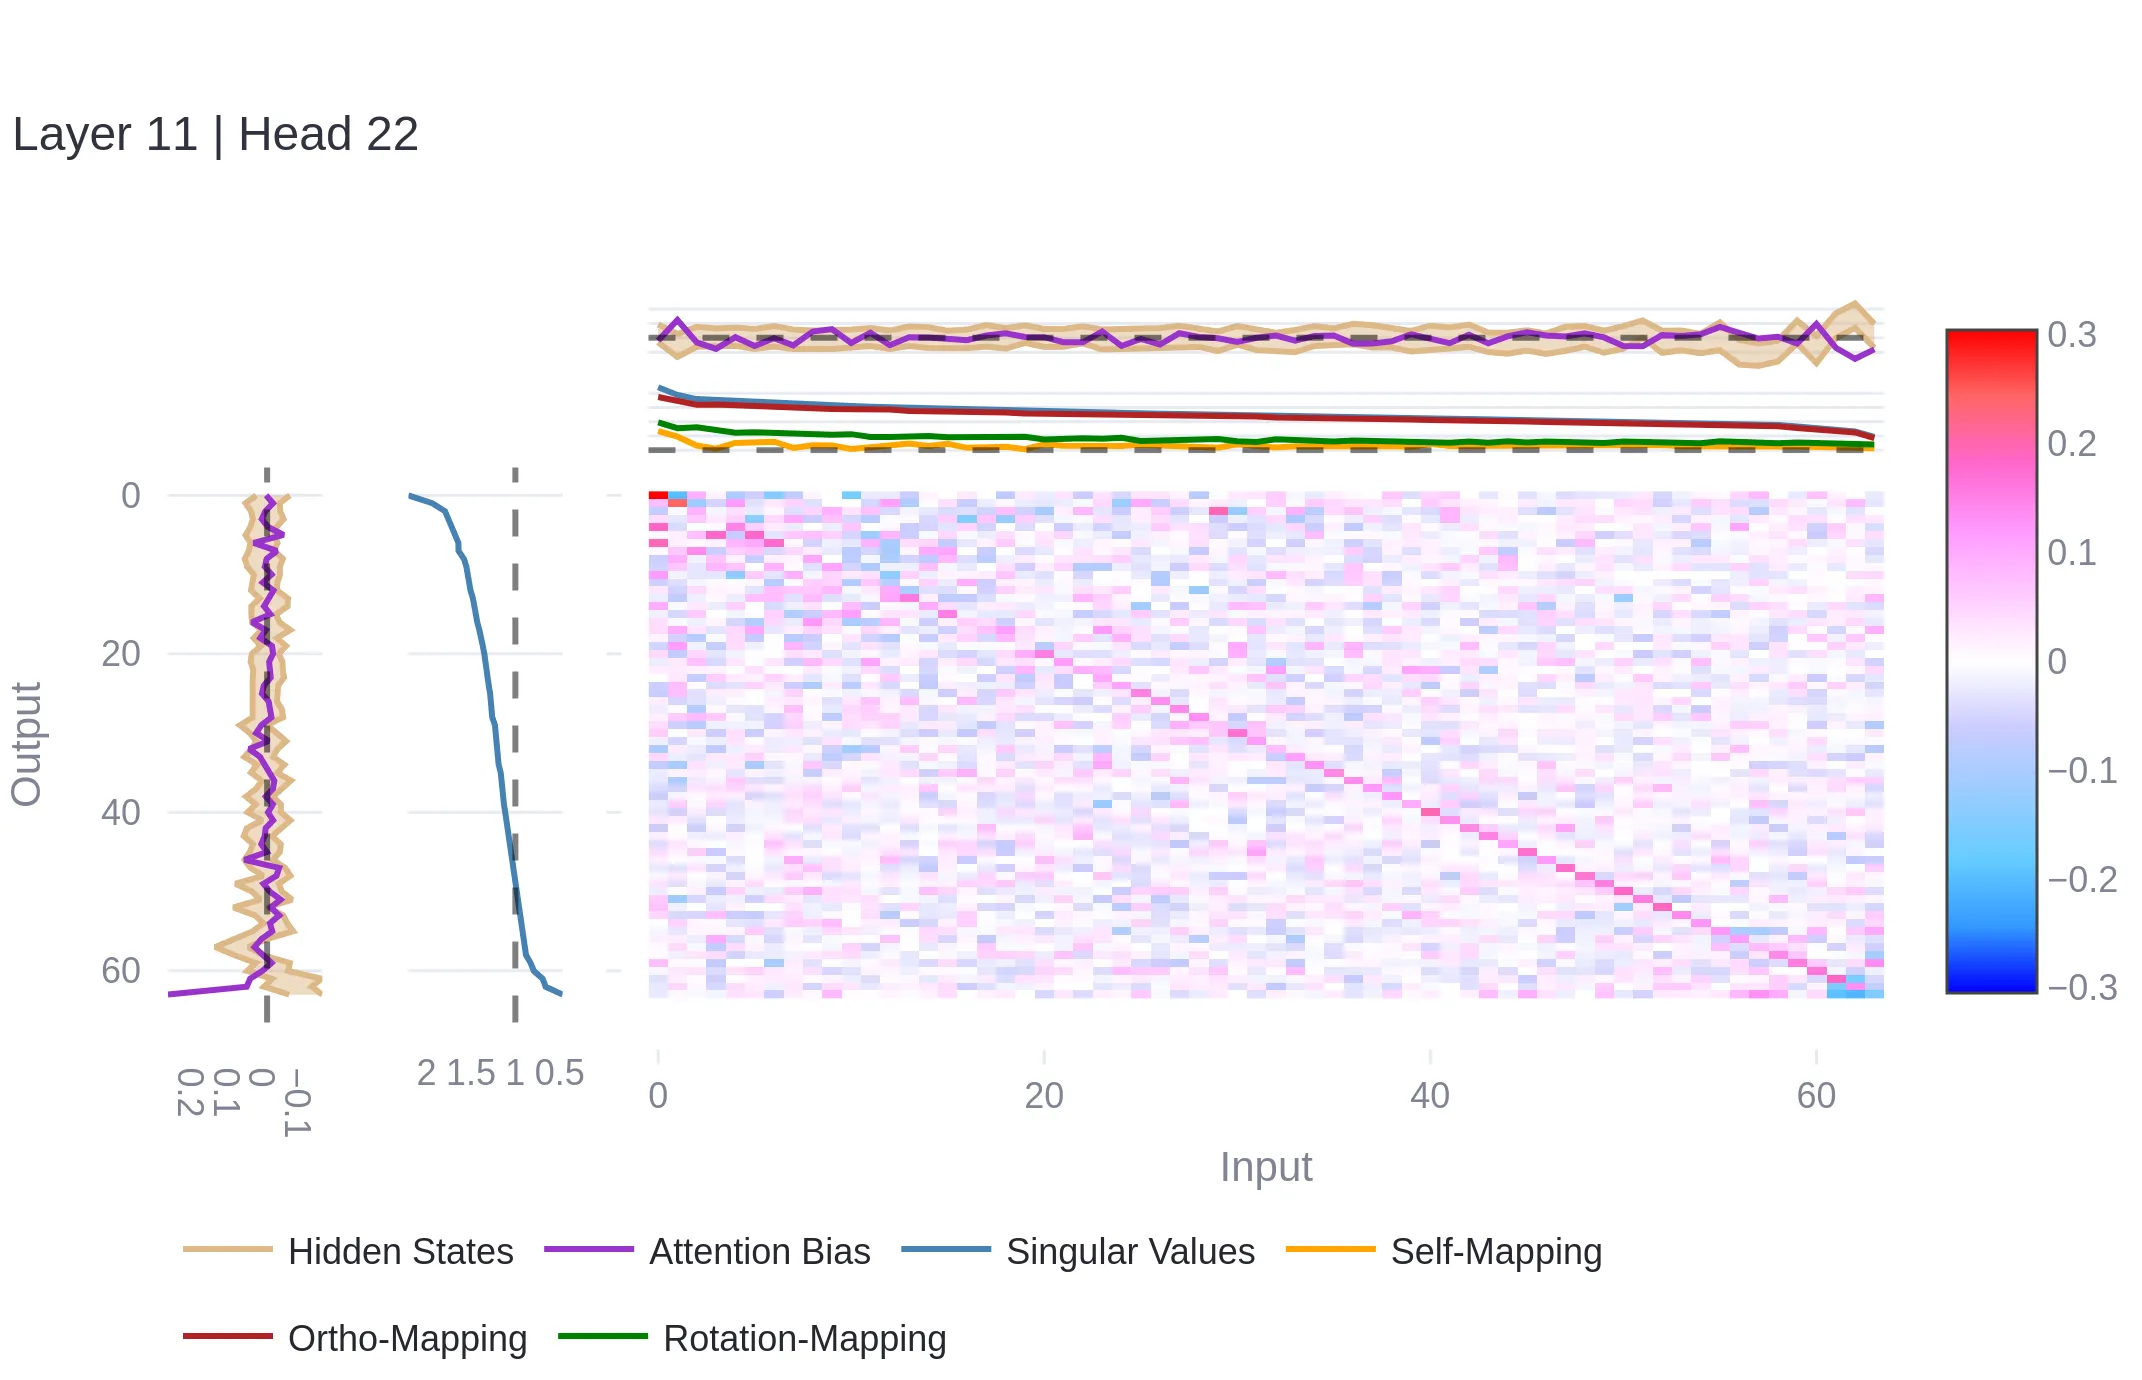 Layer 11 | Head 22
0.3
0.2
0.1
0
−0.1
−0.2
−0.3
0
20
40
60
Output
0.2
0.1
0
−0.1
2 1.5 1 0.5
0 20 40 60
Input
Hidden States Attention Bias Singular Values Self-Mapping
Ortho-Mapping Rotation-Mapping